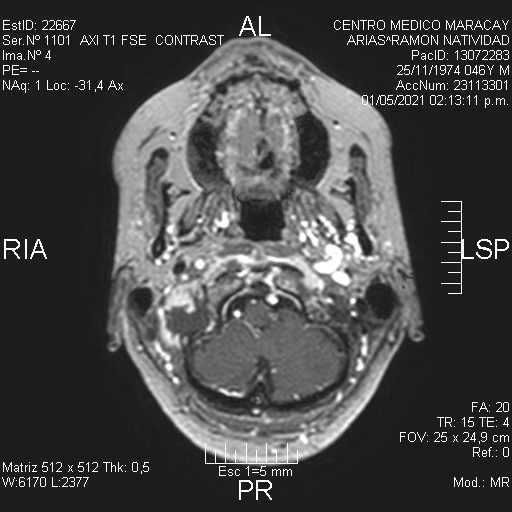 EstID: 22667
Ser.Nº 1101 AXI T1 FSE CONTRAST
Ima.Nº 4
PE= --
NAq: 1 Loc: -31,4 Ax
AL
CENTRO MEDICO MARACAY
ARIAS^RAMON NATIVIDAD
PacID: 13072283
25/11/1974 046Y M
AccNum: 23113301
01/05/2021 02:13:11 p.m.
RIA
LSP
FA: 20
TR: 15 TE: 4
FOV: 25 x 24,9 cm
Ref.: 0
Matriz 512 x 512 Thk: 0,5
W:6170 L:2377
Esc 1=5 mm
PR
Mod.: MR